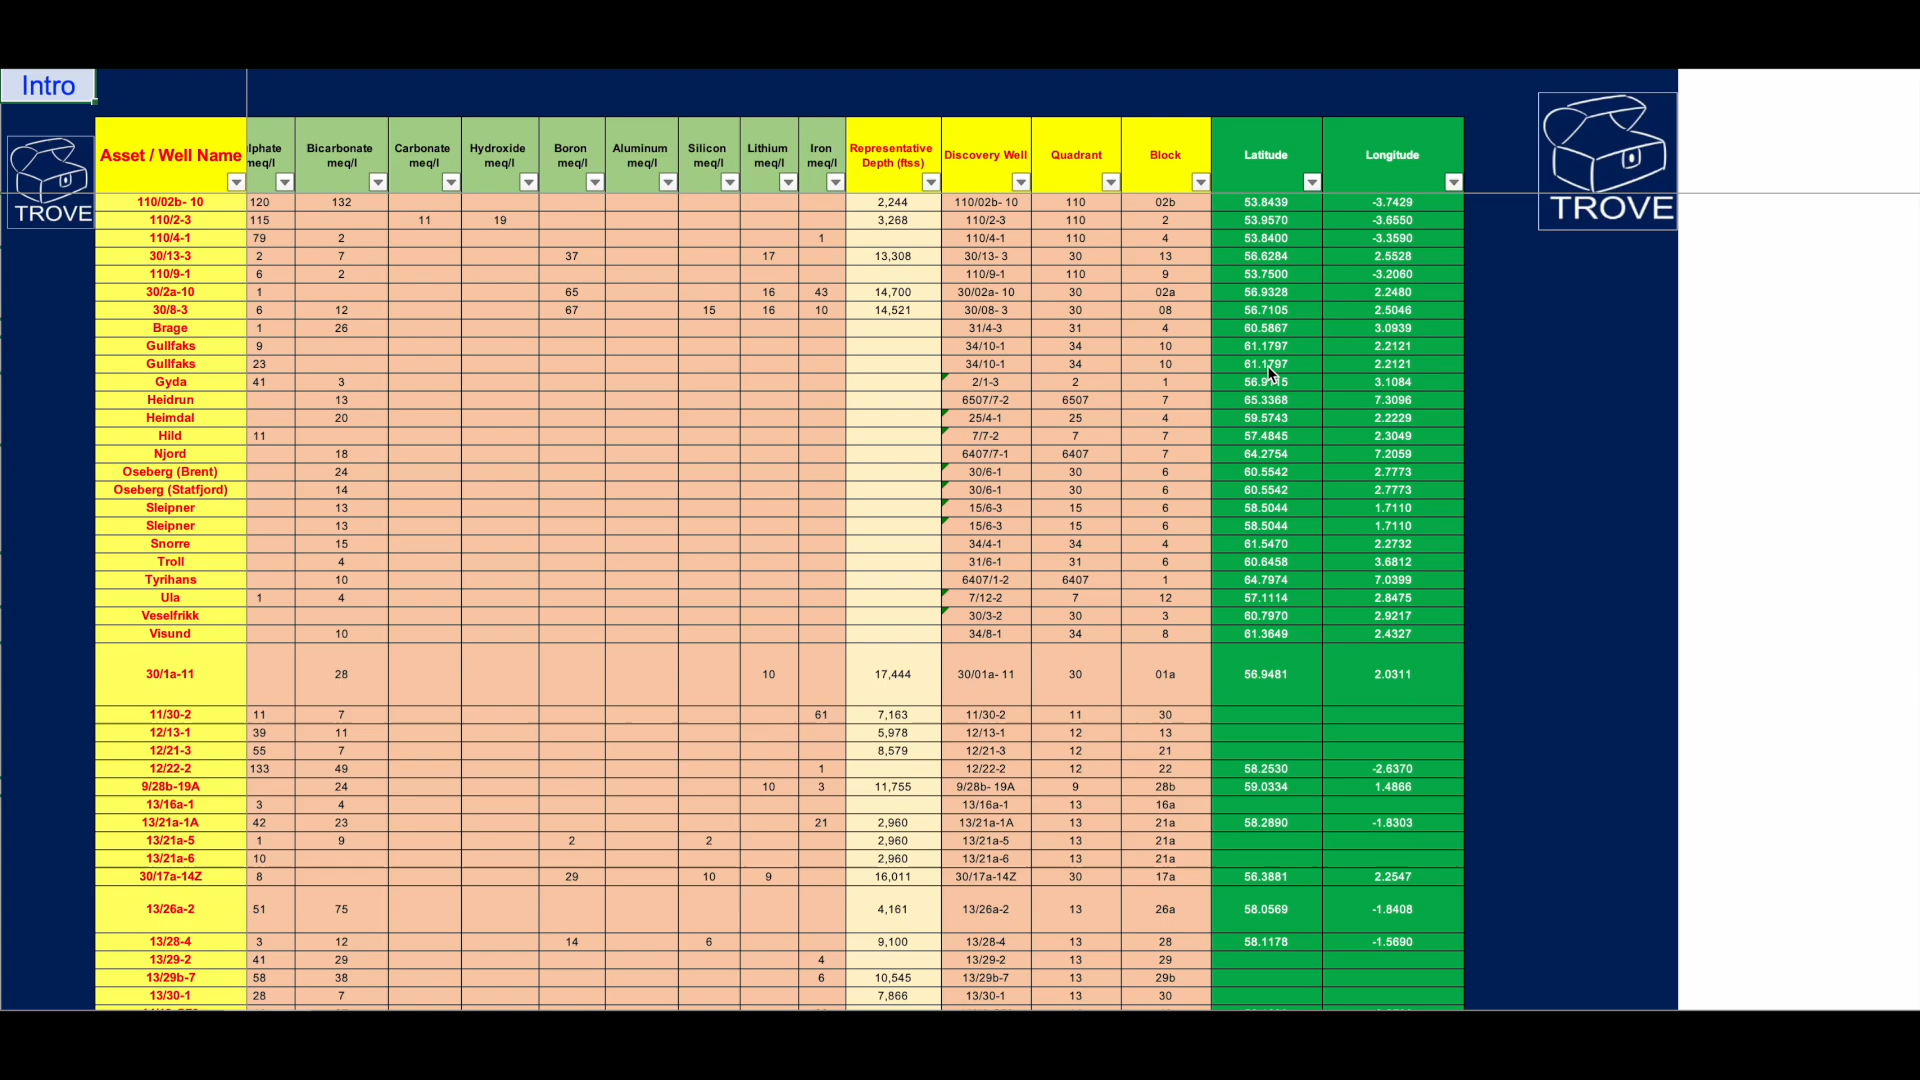 Intro
TROVE
Asset / Well Name lphate meq/l Bicarbonate meq/l Carbonate meq/l Hydroxide meq/l Boron meq/l Aluminum meq/l Silicon meq/l Lithium meq/l Iron meq/l Representative Depth (ftss) Discovery Well Quadrant Block Latitude Longitude
TROVE
110/02b- 10 120 132 2,244 110/02b- 10 110 02b 53.8439 -3.7429
110/2-3 115 11 19 3,268 110/2-3 110 2 53.9570 -3.6550
110/4-1 79 2 1 110/4-1 110 4 53.8400 -3.3590
30/13-3 2 7 37 17 13,308 30/13- 3 30 13 56.6284 2.5528
110/9-1 6 2 110/9-1 110 9 53.7500 -3.2060
30/2a-10 1 65 16 43 14,700 30/02a- 10 30 02a 56.9328 2.2480
30/8-3 6 12 67 15 16 10 14,521 30/08- 3 30 08 56.7105 2.5046
Brage 1 26 31/4-3 31 4 60.5867 3.0939
Gullfaks 9 34/10-1 34 10 61.1797 2.2121
Gullfaks 23 34/10-1 34 10 61.1797 2.2121
Gyda 41 3 2/1-3 2 1 3.1084
Heidrun 13 6507/7-2 6507 7 65.3368 7.3096
Heimdal 20 25/4-1 25 4 59.5743 2.2229
Hild 11 7/7-2 7 7 57.4845 2.3049
Njord 18 6407/7-1 6407 7 64.2754 7.2059
Oseberg (Brent) 24 30/6-1 30 6 60.5542 2.7773
Oseberg (Statfjord) 14 30/6-1 30 6 60.5542 2.7773
Sleipner 13 15/6-3 15 6 58.5044 1.7110
Sleipner 13 15/6-3 15 6 58.5044 1.7110
Snorre 15 34/4-1 34 4 61.5470 2.2732
Troll 4 31/6-1 31 6 60.6458 3.6812
Tyrihans 10 6407/1-2 6407 1 64.7974 7.0399
Ula 1 4 7/12-2 7 12 57.1114 2.8475
Veselfrikk 30/3-2 30 3 60.7970 2.9217
Visund 10 34/8-1 34 8 61.3649 2.4327
30/1a-11 28 10 17,444 30/01a- 11 30 01a 56.9481 2.0311
11/30-2 11 7 61 7,163 11/30-2 11 30
12/13-1 39 11 5,978 12/13-1 12 13
12/21-3 55 7 8,579 12/21-3 12 21
12/22-2 133 49 1 12/22-2 12 22 58.2530 -2.6370
9/28b-19A 24 10 3 11,755 9/28b- 19A 9 28b 59.0334 1.4866
13/16a-1 3 4 13/16a-1 13 16a
13/21a-1A 42 23 21 2,960 13/21a-1A 13 21a 58.2890 -1.8303
13/21a-5 1 9 2 2 2,960 13/21a-5 13 21a
13/21a-6 10 2,960 13/21a-6 13 21a
30/17a-14Z 8 29 10 9 16,011 30/17a-14Z 30 17a 56.3881 2.2547
13/26a-2 51 75 4,161 13/26a-2 13 26a 58.0569 -1.8408
13/28-4 3 12 14 6 9,100 13/28-4 13 28 58.1178 -1.5690
13/29-2 41 29 4 13/29-2 13 29
13/29b-7 58 38 6 10,545 13/29b-7 13 29b
13/30-1 28 7 7,866 13/30-1 13 30